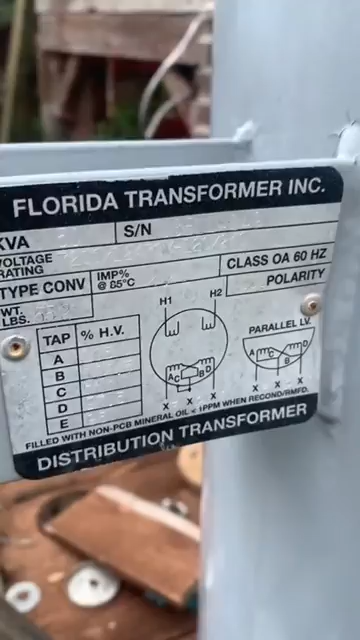 FLORIDA TRANSFORMER INC.
KVA S/N
VOLTAGE RATING CLASS OA 60 HZ
TYPE CONV IMP% @ 85°C POLARITY
WT. LBS.
H1 H2
TAP % H.V. PARALLEL LV.
A
B
C
D
E
A C B D
A C B D
X X X X X X
FILLED WITH NON-PCB MINERAL OIL < 1PPM WHEN RECOND/RMFD.
DISTRIBUTION TRANSFORMER